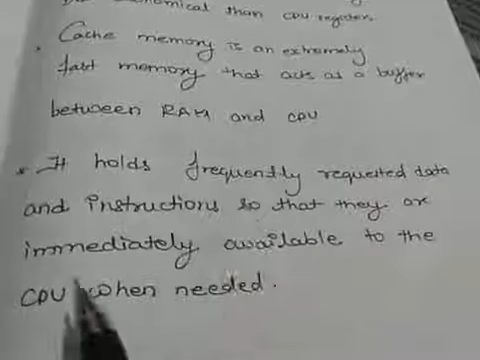 economical than CPU register.
Cache memory is an extremely
fast memory that acts as a buffer
between RAM and CPU
It holds frequently requested data
and instructions so that they are
immediately available to the
CPU when needed.